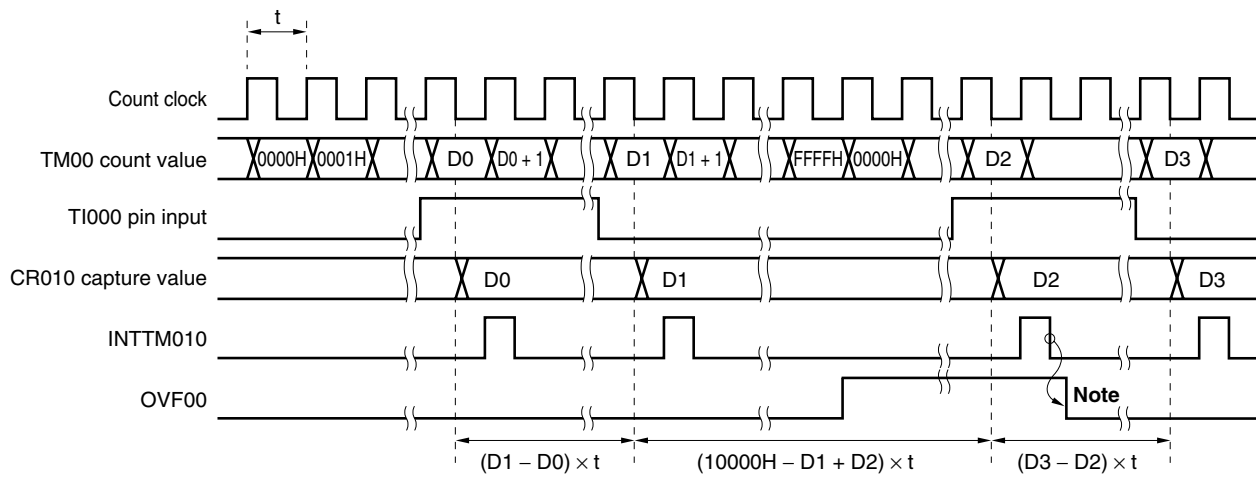 t
Count clock
TM00 count value
0000H 0001H D0 D0 + 1 D1 D1 + 1 FFFFH 0000H D2 D3
TI000 pin input
CR010 capture value
D0 D1 D2 D3
INTTM010
OVF00
Note
(D1 − D0) × t (10000H − D1 + D2) × t (D3 − D2) × t